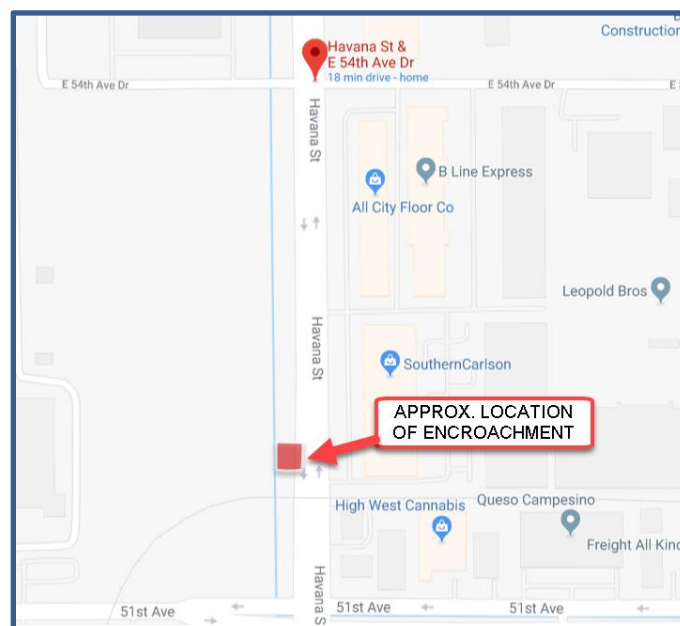 Construction
Havana St &
E 54th Ave Dr
18 min drive - home
E 54th Ave Dr
E 54th Ave Dr
E
Havana St
B Line Express
All City Floor Co
Leopold Bros
Havana St
SouthernCarlson
APPROX. LOCATION
OF ENCROACHMENT
High West Cannabis
Queso Campesino
Freight All Kind
Havana St
51st Ave
51st Ave
51st Ave